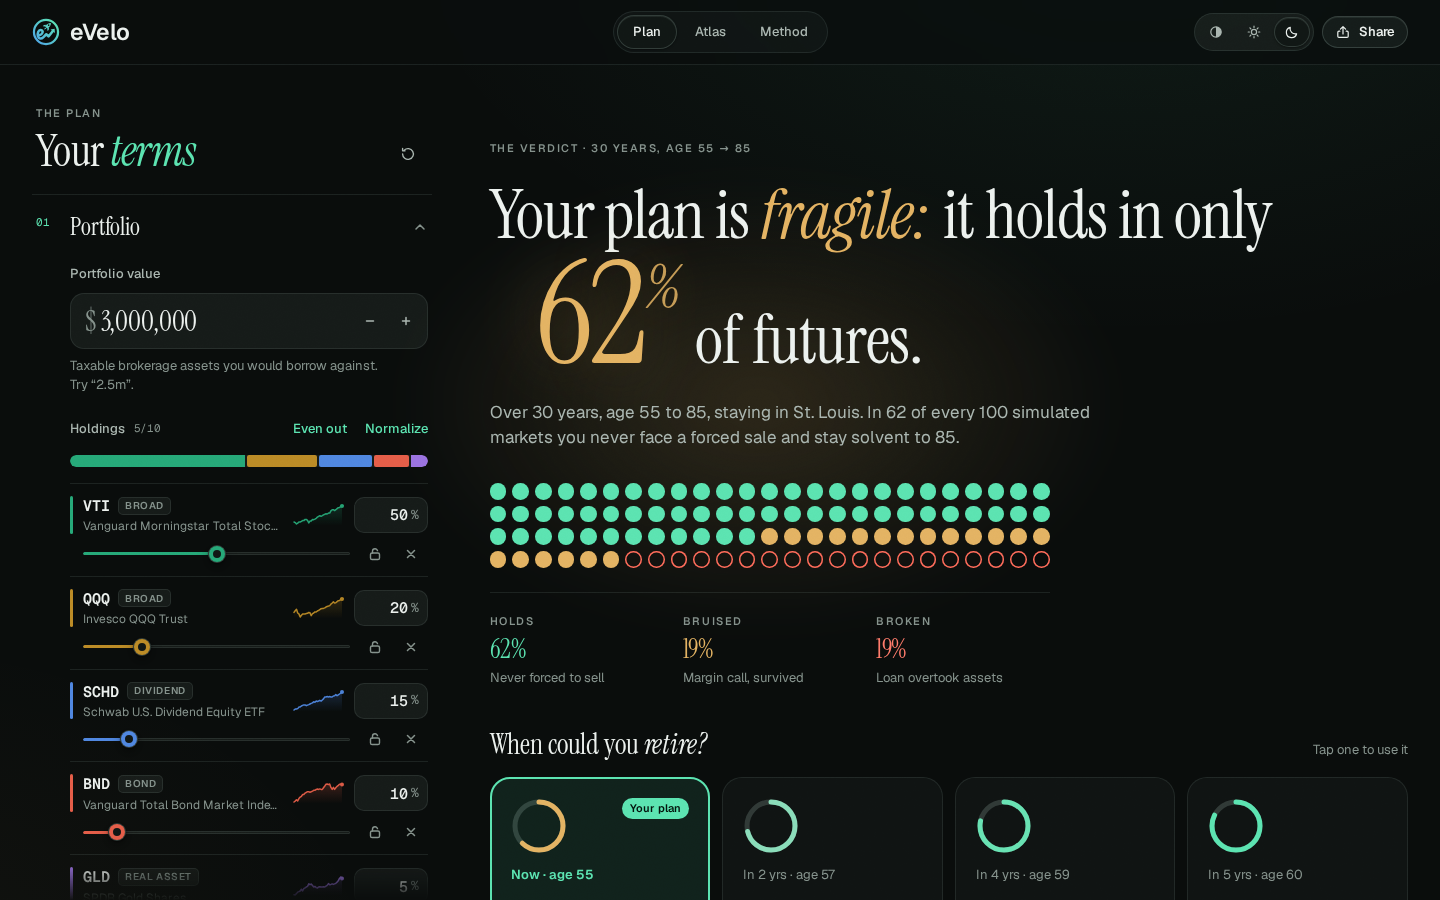 eVelo
Plan
Atlas
Method
Share
THE PLAN
Your terms
01
Portfolio
Portfolio value
$ 3,000,000
− +
Taxable brokerage assets you would borrow against.
Try “2.5m”.
Holdings 5/10
Even out
Normalize
VTI BROAD
Vanguard Morningstar Total Stoc...
50 %
QQQ BROAD
Invesco QQQ Trust
20 %
SCHD DIVIDEND
Schwab U.S. Dividend Equity ETF
15 %
BND BOND
Vanguard Total Bond Market Inde...
10 %
GLD REAL ASSET
5 %
THE VERDICT · 30 YEARS, AGE 55 → 85
Your plan is fragile: it holds in only
62% of futures.
Over 30 years, age 55 to 85, staying in St. Louis. In 62 of every 100 simulated
markets you never face a forced sale and stay solvent to 85.
HOLDS
62%
Never forced to sell
BRUISED
19%
Margin call, survived
BROKEN
19%
Loan overtook assets
When could you retire?
Tap one to use it
Your plan
Now · age 55
In 2 yrs · age 57
In 4 yrs · age 59
In 5 yrs · age 60